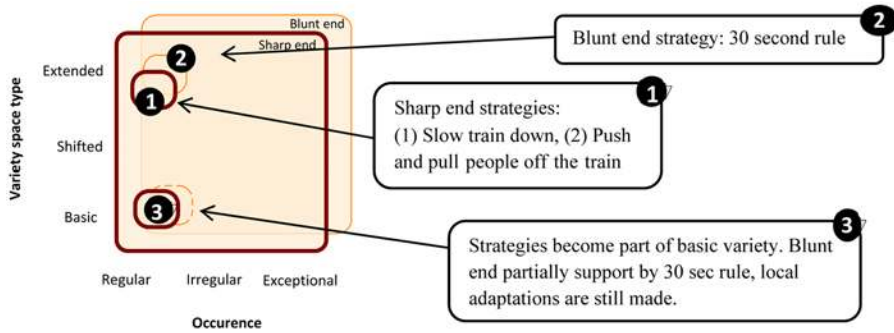 Blunt end
Sharp end
2
Blunt end strategy: 30 second rule
2
Extended
1
Sharp end strategies:
(1) Slow train down, (2) Push
and pull people off the train
1
Variety space type
Shifted
Basic
3
Strategies become part of basic variety. Blunt
end partially support by 30 sec rule, local
adaptations are still made.
3
Regular Irregular Exceptional
Occurence